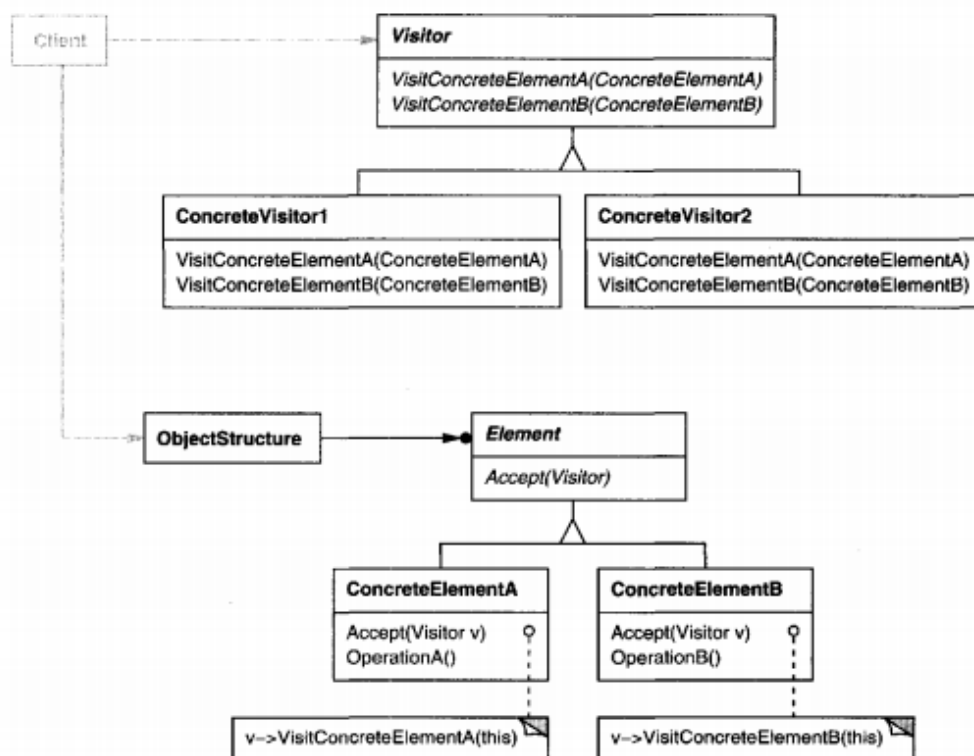 Client
Visitor
VisitConcreteElementA(ConcreteElementA)
VisitConcreteElementB(ConcreteElementB)
ConcreteVisitor1
VisitConcreteElementA(ConcreteElementA)
VisitConcreteElementB(ConcreteElementB)
ConcreteVisitor2
VisitConcreteElementA(ConcreteElementA)
VisitConcreteElementB(ConcreteElementB)
ObjectStructure
Element
Accept(Visitor)
ConcreteElementA
Accept(Visitor v)
OperationA()
ConcreteElementB
Accept(Visitor v)
OperationB()
v–>VisitConcreteElementA(this)
v–>VisitConcreteElementB(this)